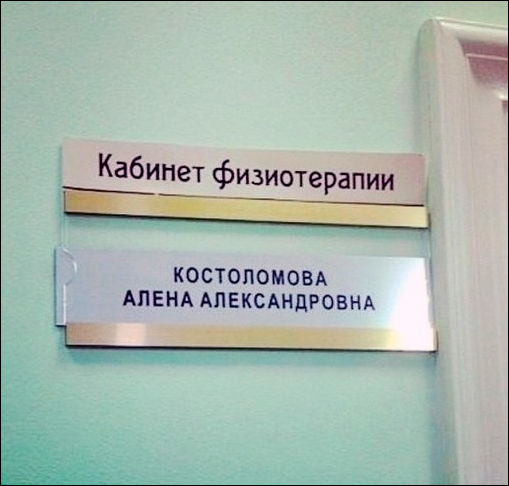 Кабинет физиотерапии
КОСТОЛОМОВА
АЛЕНА АЛЕКСАНДРОВНА